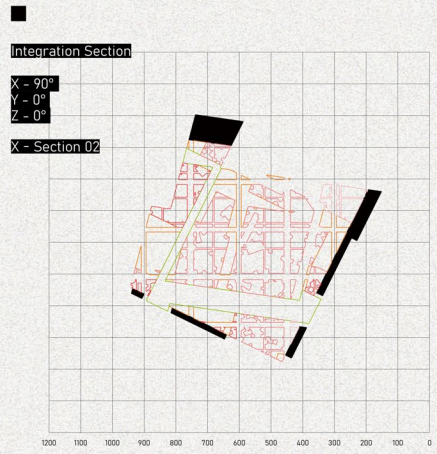 Integration Section
X - 90°
Y - 0°
Z - 0°
X - Section 02
1200 1100 1000 900 800 700 600 500 400 300 200 100 0